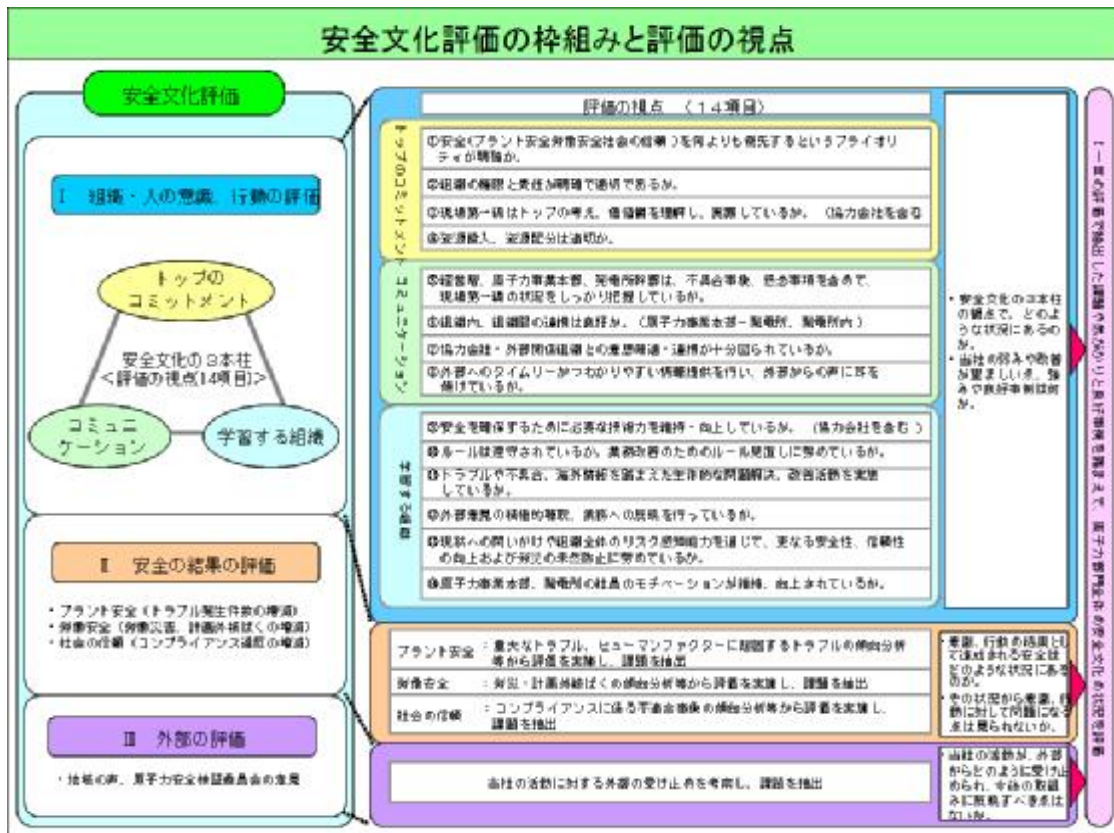 安全文化評価の枠組みと評価の視点
安全文化評価
Ⅰ 組織・人の意識、行動の評価
トップの
コミットメント
安全文化の3本柱
<評価の視点(14項目)>
コミュニ
ケーション
学習する組織
Ⅱ 安全の結果の評価
・プラント安全(トラブル発生件数の増減)
・労働安全(労働災害、計画外被ばくの増減)
・社会の信頼(コンプライアンス違反の増減)
Ⅲ 外部の評価
・地域の声、原子力安全検証委員会の意見
評価の視点 (14項目)
トップのコミットメント
①安全(プラント安全労働安全社会の信頼)を何よりも優先するというプライオリ
ティが明確か。
②組織の権限と責任が明確で適切であるか。
③現場第一線はトップの考え、価値観を理解し、実践しているか。(協力会社を含む
④資源投入、資源配分は適切か。
コミュニケーション
⑤経営層、原子力事業本部、発電所幹部は、不具合事象、懸念事項を含めて、
現場第一線の状況をしっかり把握しているか。
⑥組織内、組織間の連携は良好か。(原子力事業本部-発電所、発電所内)
⑦協力会社・外部関係組織との意思疎通・連携が十分図られているか。
⑧外部へのタイムリーかつわかりやすい情報提供を行い、外部からの声に耳を
傾けているか。
学習する組織
⑨安全を確保するために必要な技術力を維持・向上しているか。(協力会社を含む)
⑩ルールは遵守されているか。業務改善のためのルール見直しに努めているか。
⑪トラブルや不具合、海外情報を踏まえた主体的な問題解決、改善活動を実施
しているか。
⑫外部意見の積極的聴取、業務への反映を行っているか。
⑬現状への問いかけや組織全体のリスク感知能力を通じて、更なる安全性、信頼性
の向上および労災の未然防止に努めているか。
⑭原子力事業本部、発電所の社員のモチベーションが維持、向上されているか。
・安全文化の3本柱
の観点で、どのよ
うな状況にあるの
か。
・当社の弱みや改善
が望ましい点、強
みや良好事例は何
か。
プラント安全 :重大なトラブル、ヒューマンファクターに起因するトラブルの傾向分析
等から評価を実施し、課題を抽出
労働安全 :労災・計画外被ばくの傾向分析等から評価を実施し、課題を抽出
社会の信頼 :コンプライアンスに係る不適合事象の傾向分析等から評価を実施し、
課題を抽出
・意識、行動の結果とし
て達成される安全は
どのような状況にある
のか。
・その状況から意識、行
動に対して問題になる
点は見られないか。
当社の活動に対する外部の受け止め方を考察し、課題を抽出
・当社の活動が、外部
からどのように受け止
められ、今後の取組
みに反映すべき点は
ないか。